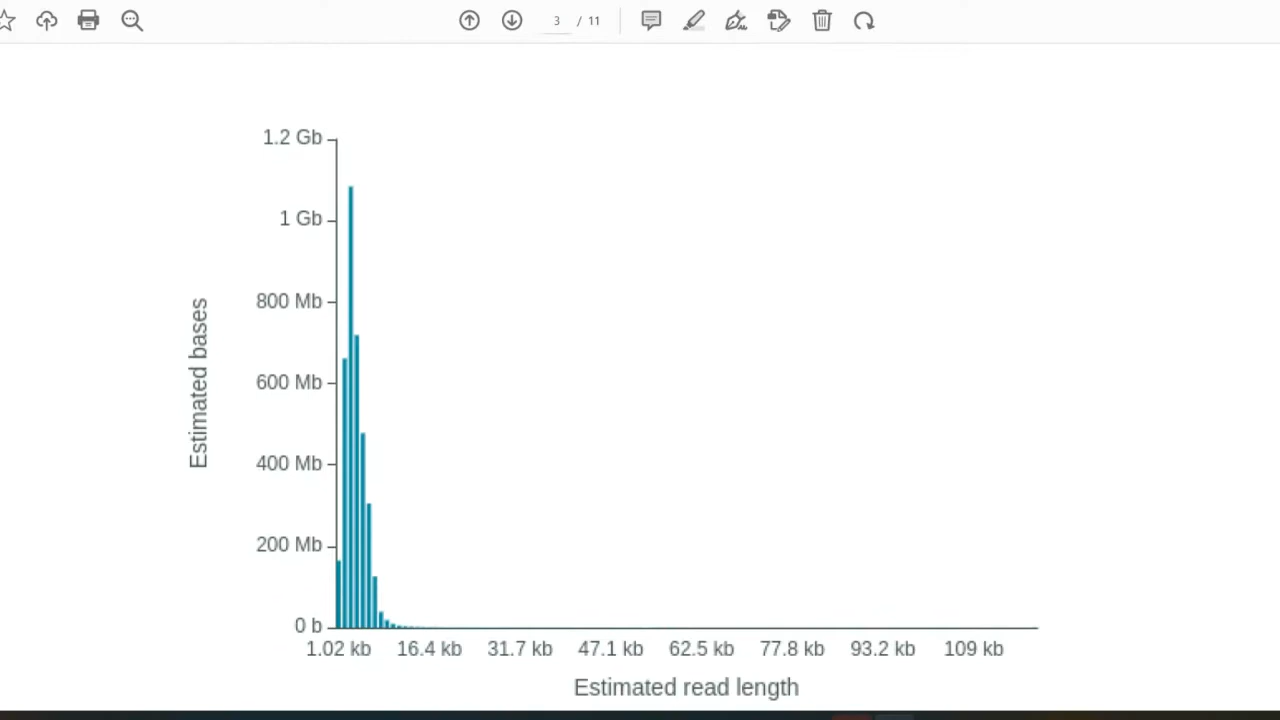 3 / 11
1.2 Gb
1 Gb
800 Mb
600 Mb
400 Mb
200 Mb
0 b
Estimated bases
1.02 kb 16.4 kb 31.7 kb 47.1 kb 62.5 kb 77.8 kb 93.2 kb 109 kb
Estimated read length